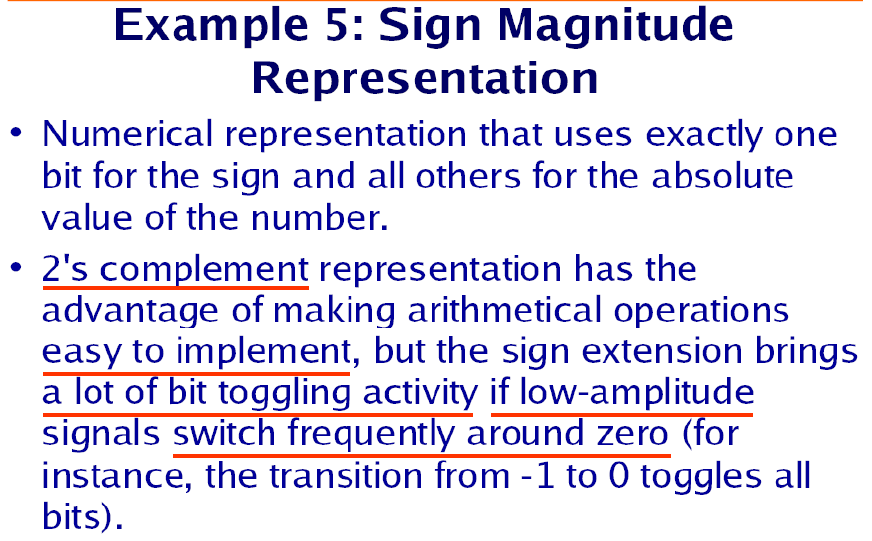 Example 5: Sign Magnitude
Representation
• Numerical representation that uses exactly one
bit for the sign and all others for the absolute
value of the number.
• 2's complement representation has the
advantage of making arithmetical operations
easy to implement, but the sign extension brings
a lot of bit toggling activity if low-amplitude
signals switch frequently around zero (for
instance, the transition from -1 to 0 toggles all
bits).